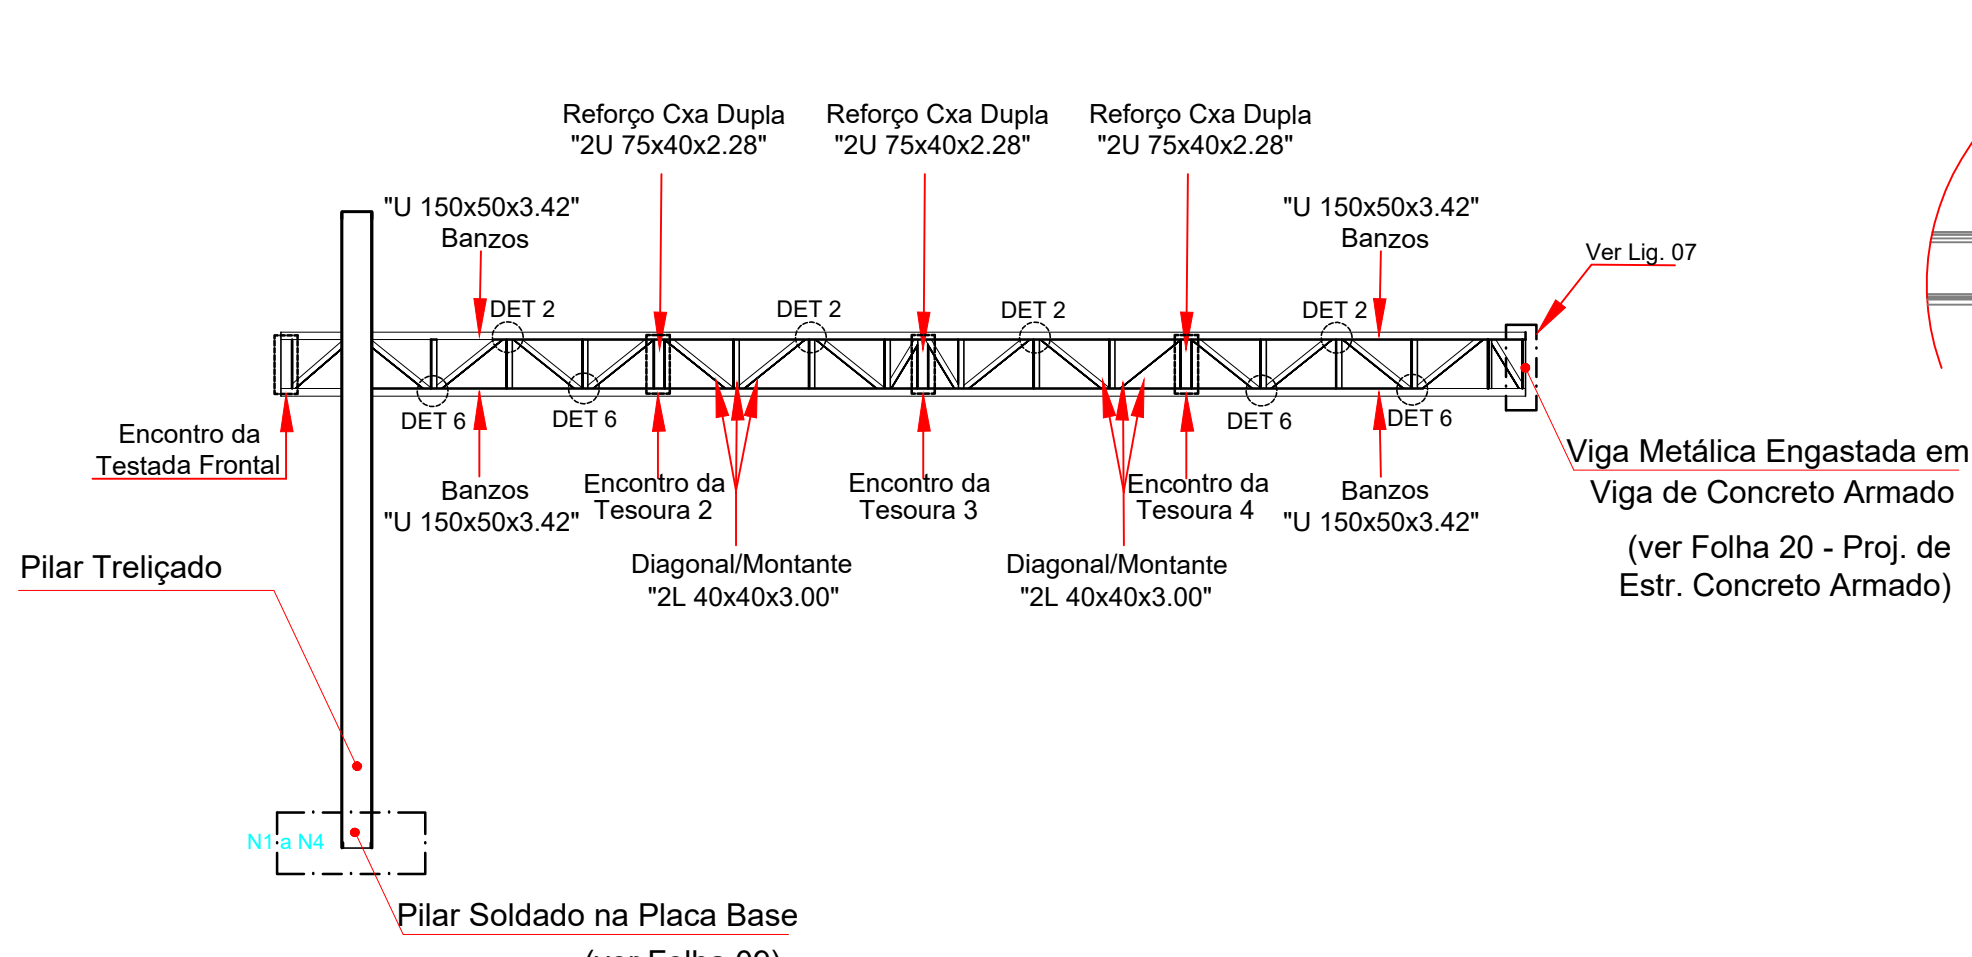 Reforço Cxa Dupla
"2U 75x40x2.28"
Reforço Cxa Dupla
"2U 75x40x2.28"
Reforço Cxa Dupla
"2U 75x40x2.28"
"U 150x50x3.42"
Banzos
"U 150x50x3.42"
Banzos
Ver Lig. 07
DET 2
DET 2
DET 2
DET 2
DET 6
DET 6
DET 6
DET 6
Encontro da
Testada Frontal
Banzos
"U 150x50x3.42"
Encontro da
Tesoura 2
Encontro da
Tesoura 3
Encontro da
Tesoura 4
Banzos
"U 150x50x3.42"
Viga Metálica Engastada em
Viga de Concreto Armado
(ver Folha 20 - Proj. de
Estr. Concreto Armado)
Diagonal/Montante
"2L 40x40x3.00"
Diagonal/Montante
"2L 40x40x3.00"
Pilar Treliçado
N1 a N4
Pilar Soldado na Placa Base
(ver Folha 09)